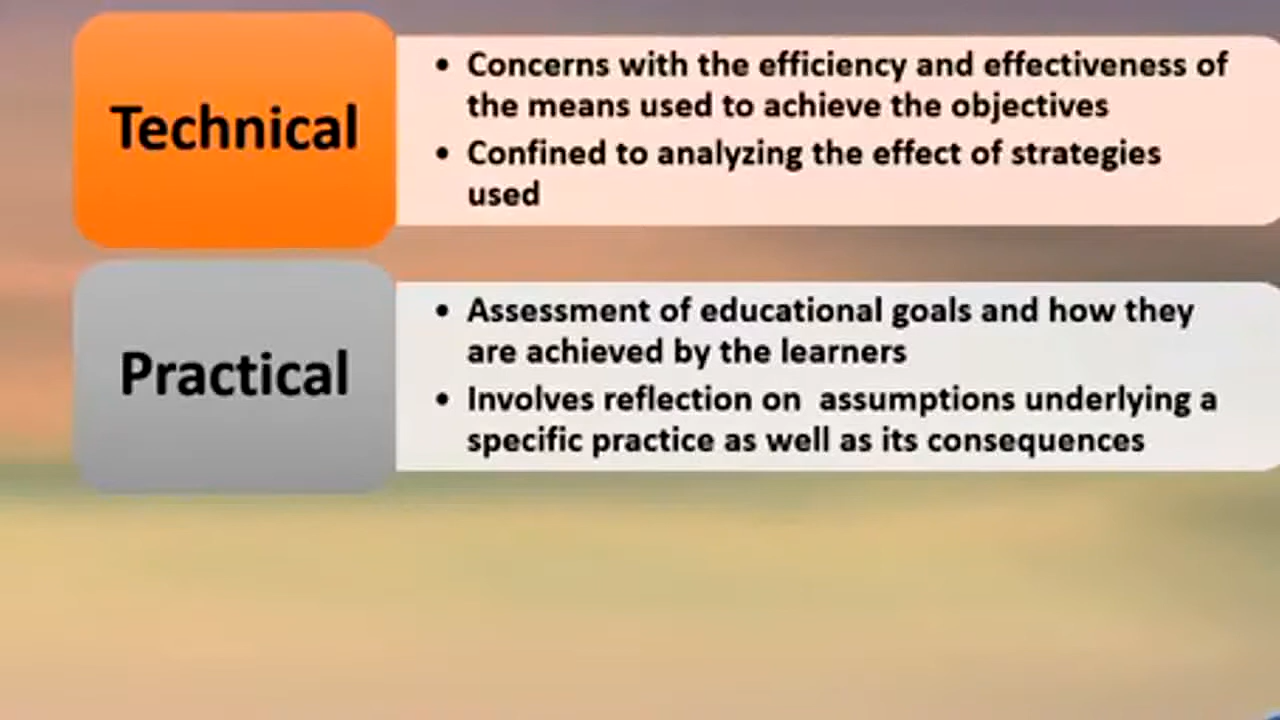 Technical
• Concerns with the efficiency and effectiveness of
the means used to achieve the objectives
• Confined to analyzing the effect of strategies
used
Practical
• Assessment of educational goals and how they
are achieved by the learners
• Involves reflection on  assumptions underlying a
specific practice as well as its consequences